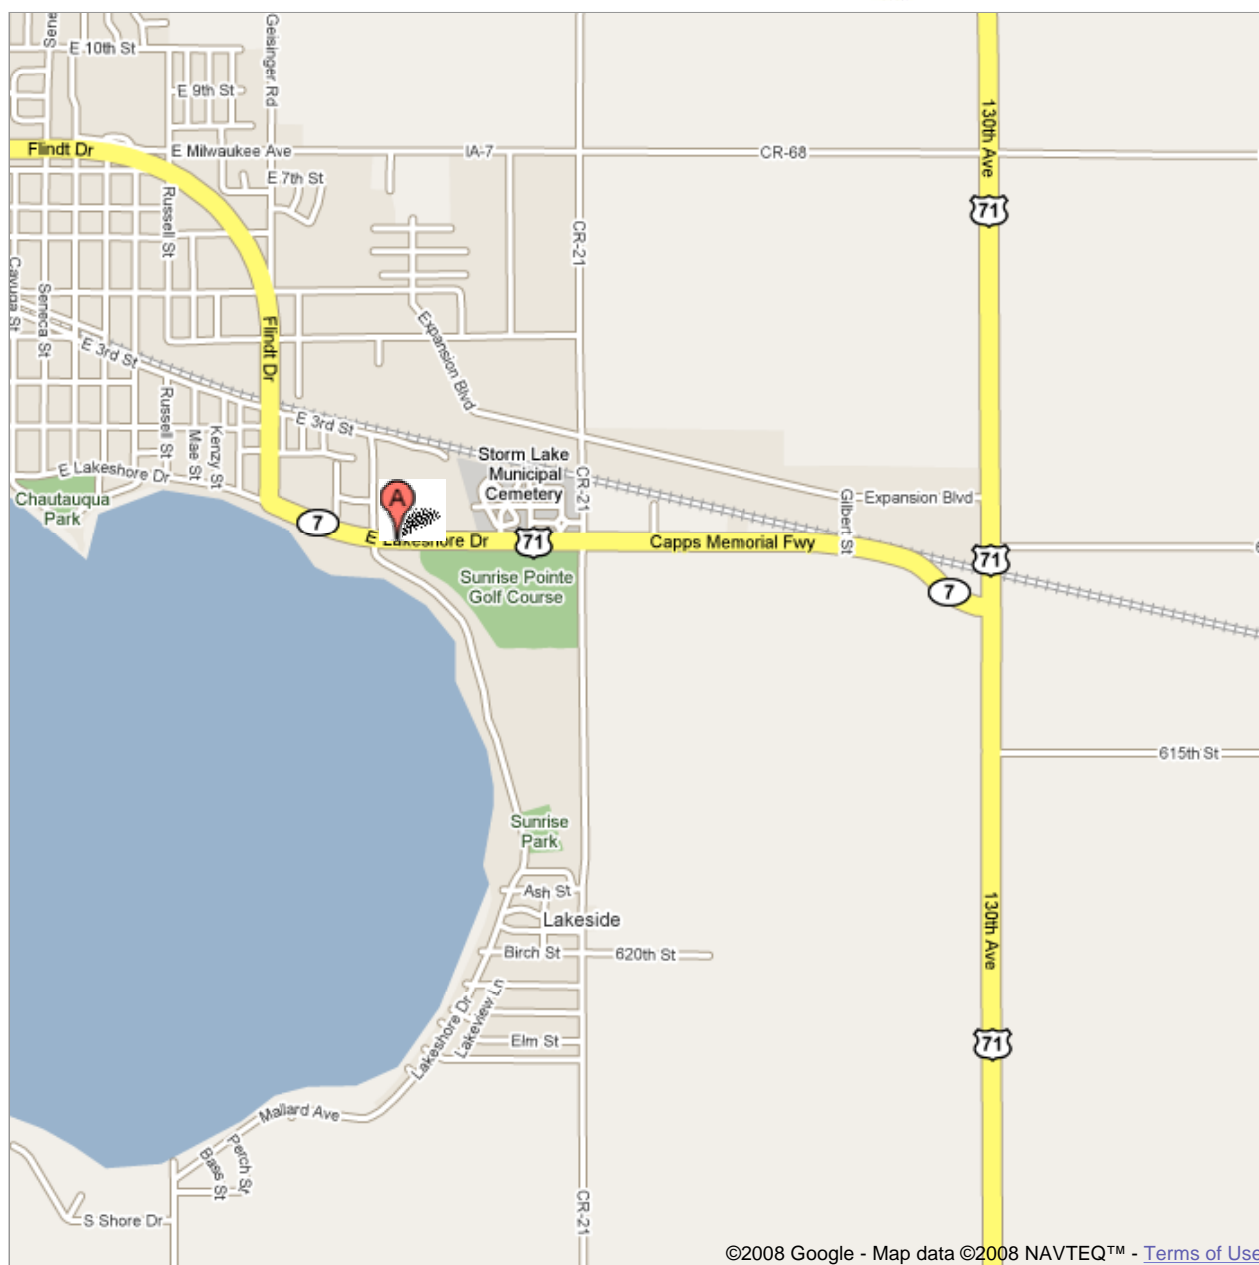 Sene
Geisinger Rd
E 10th St
E 9th St
130th Ave
Flindt Dr
E Milwaukee Ave
IA-7
CR-68
E 7th St
Russell St
71
CR-21
Cayuga St
Seneca St
Flindt Dr
Expansion Blvd
E 3rd St
Russell St
Mae St
Kenzy St
E 3rd St
Storm Lake
Municipal
Cemetery
E Lakeshore Dr
CR-21
Chautauqua
Park
A
Gilbert St
Expansion Blvd
7
E Lakeshore Dr
71
Capps Memorial Fwy
71
Sunrise Pointe
Golf Course
7
615th St
Sunrise
Park
Ash St
Lakeside
130th Ave
Birch St
620th St
Lakeshore Dr
Lakeview Ln
Elm St
71
Mallard Ave
Perch St
Bass St
CR-21
S Shore Dr
©2008 Google - Map data ©2008 NAVTEQ™ - Terms of Use